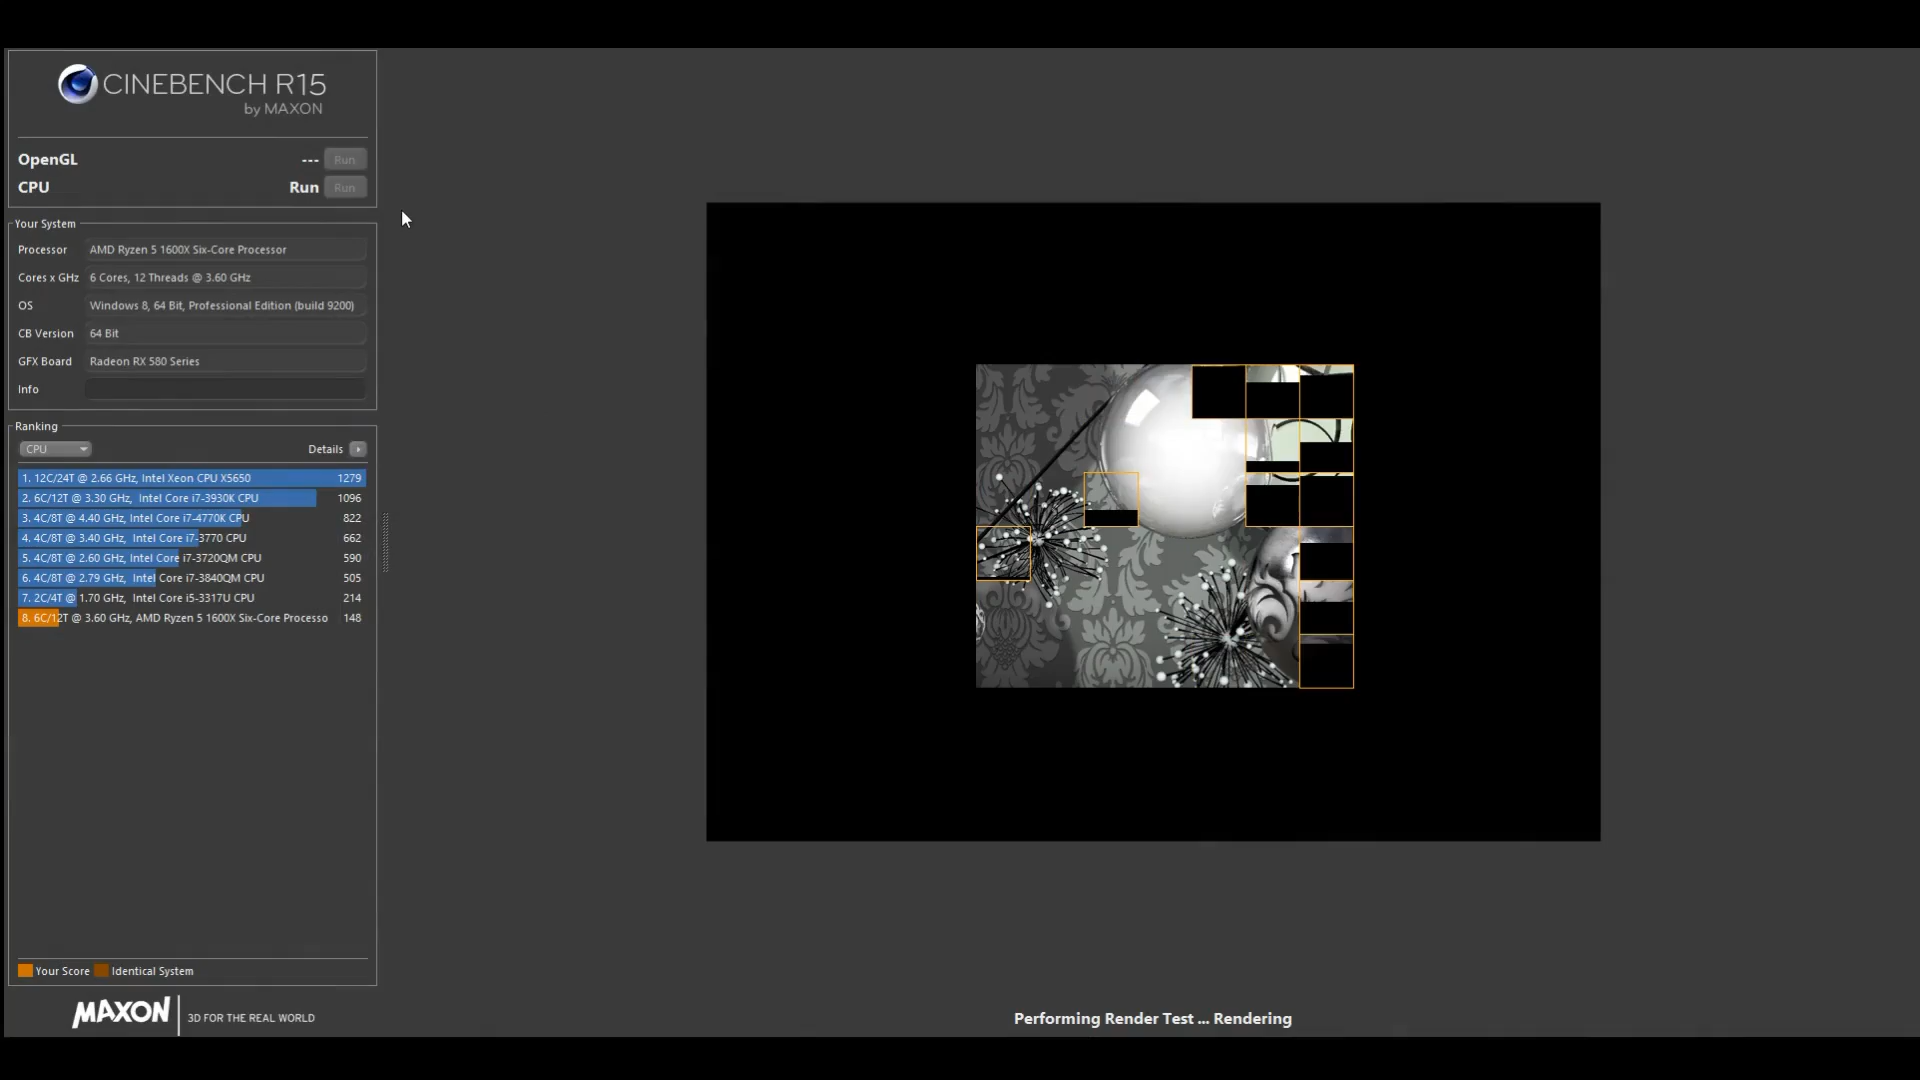 CINEBENCH R15
by MAXON
OpenGL --- Run
CPU Run Run
Your System
Processor AMD Ryzen 5 1600X Six-Core Processor
Cores x GHz 6 Cores, 12 Threads @ 3.60 GHz
OS Windows 8, 64 Bit, Professional Edition (build 9200)
CB Version 64 Bit
GFX Board Radeon RX 580 Series
Info
Ranking
CPU Details
1. 12C/24T @ 2.66 GHz, Intel Xeon CPU X5650 1279
2. 6C/12T @ 3.30 GHz, Intel Core i7-3930K CPU 1096
3. 4C/8T @ 4.40 GHz, Intel Core i7-4770K CPU 822
4. 4C/8T @ 3.40 GHz, Intel Core i7-3770 CPU 662
5. 4C/8T @ 2.60 GHz, Intel Core i7-3720QM CPU 590
6. 4C/8T @ 2.79 GHz, Intel Core i7-3840QM CPU 505
7. 2C/4T @ 1.70 GHz, Intel Core i5-3317U CPU 214
8. 6C/12T @ 3.60 GHz, AMD Ryzen 5 1600X Six-Core Processo 148
Your Score Identical System
MAXON 3D FOR THE REAL WORLD
Performing Render Test ... Rendering